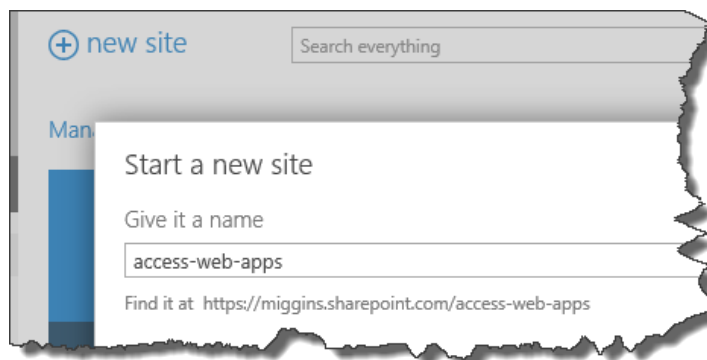 new site
Search everything
Start a new site
Give it a name
access-web-apps
Find it at https://miggins.sharepoint.com/access-web-apps